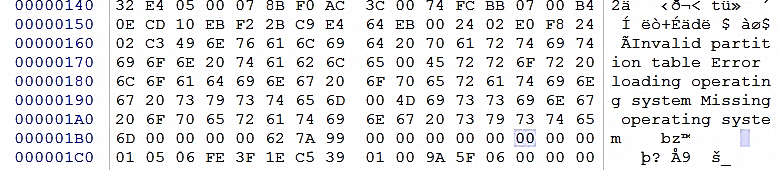 00000140 32 E4 05 00 07 8B F0 AC 3C 00 74 FC BB 07 00 B4 2ä ‹ð¬< tü» ´
00000150 0E CD 10 EB F2 2B C9 E4 64 EB 00 24 02 E0 F8 24 Í ëò+Éädë $ àø$
00000160 02 C3 49 6E 76 61 6C 69 64 20 70 61 72 74 69 74 ÃInvalid partit
00000170 69 6F 6E 20 74 61 62 6C 65 00 45 72 72 6F 72 20 ion table Error
00000180 6C 6F 61 64 69 6E 67 20 6F 70 65 72 61 74 69 6E loading operatin
00000190 67 20 73 79 73 74 65 6D 00 4D 69 73 73 69 6E 67 g system Missing
000001A0 20 6F 70 65 72 61 74 69 6E 67 20 73 79 73 74 65 operating syste
000001B0 6D 00 00 00 00 62 7A 99 00 00 00 00 00 00 00 00 m bz™
000001C0 01 05 06 FE 3F 1E C5 39 01 00 9A 5F 06 00 00 00 þ? Å9 š_